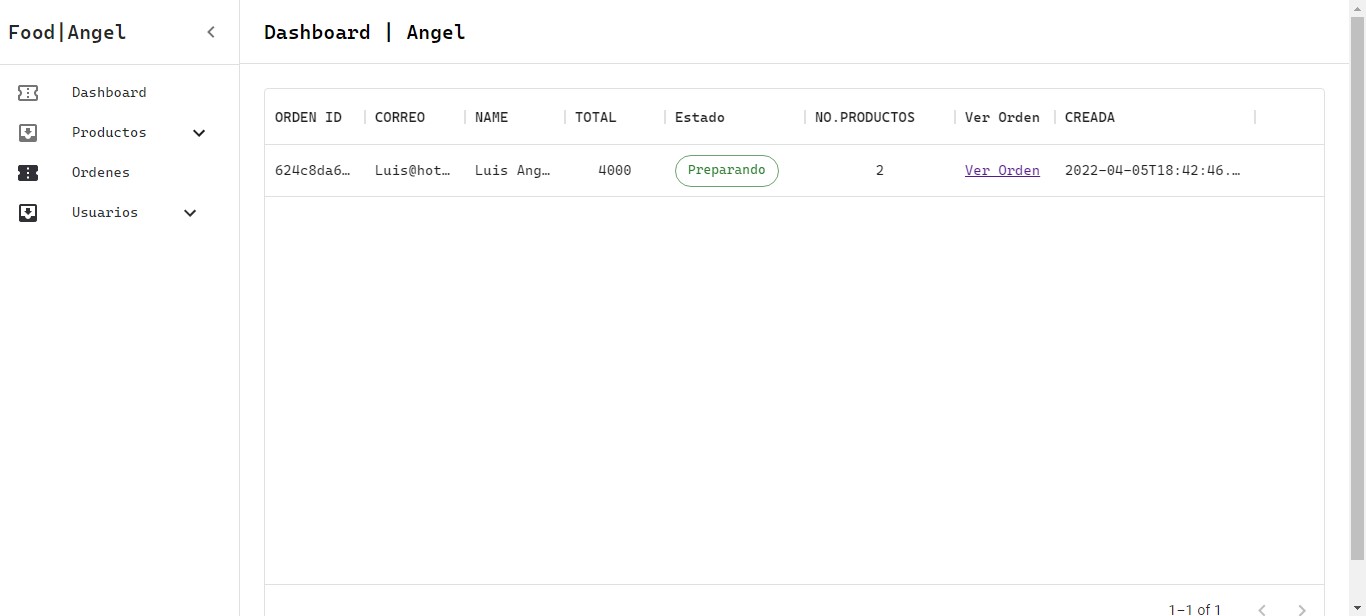 Food|Angel
Dashboard | Angel
Dashboard
Productos
Ordenes
Usuarios
ORDEN ID CORREO NAME TOTAL Estado NO.PRODUCTOS Ver Orden CREADA
624c8da6… Luis@hot… Luis Ang… 4000 Preparando 2 Ver Orden 2022-04-05T18:42:46.…
1–1 of 1